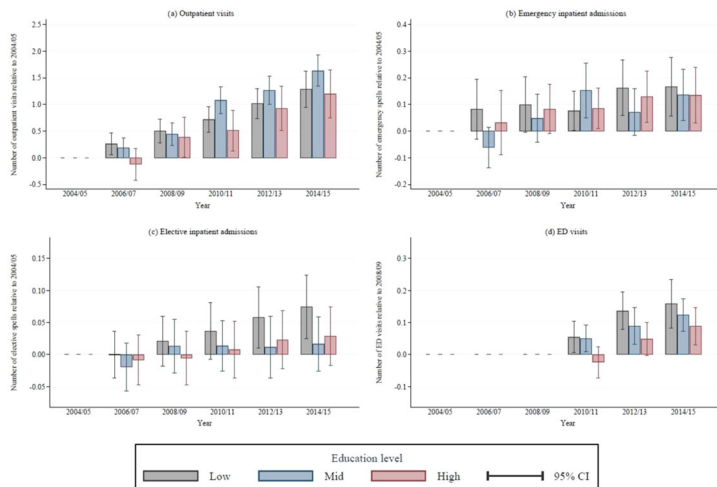 (a) Outpatient visits
Number of outpatient visits relative to 2004/05
2.5
2.0
1.5
1.0
0.5
0.0
0.5
2004/05 2006/07 2008/09 2010/11 2012/13 2014/15
Year
(b) Emergency inpatient admissions
Number of emergency spells relative to 2004/05
0.5
0.4
0.3
0.2
0.1
0.0
-0.1
0.2
2004/05 2006/07 2008/09 2010/11 2012/13 2014/15
Year
(c) Elective inpatient admissions
Number of elective spells relative to 2004/05
0.15
0.10
0.05
0.00
-0.05
2004/05 2006/07 2008/09 2010/11 2012/13 2014/15
Year
(d) ED visits
Number of ED visits relative to 2008/09
0.3
0.2
0.1
0.0
0.1
2004/05 2006/07 2008/09 2010/11 2012/13 2014/15
Year
Education level
Low Mid High 95% CI